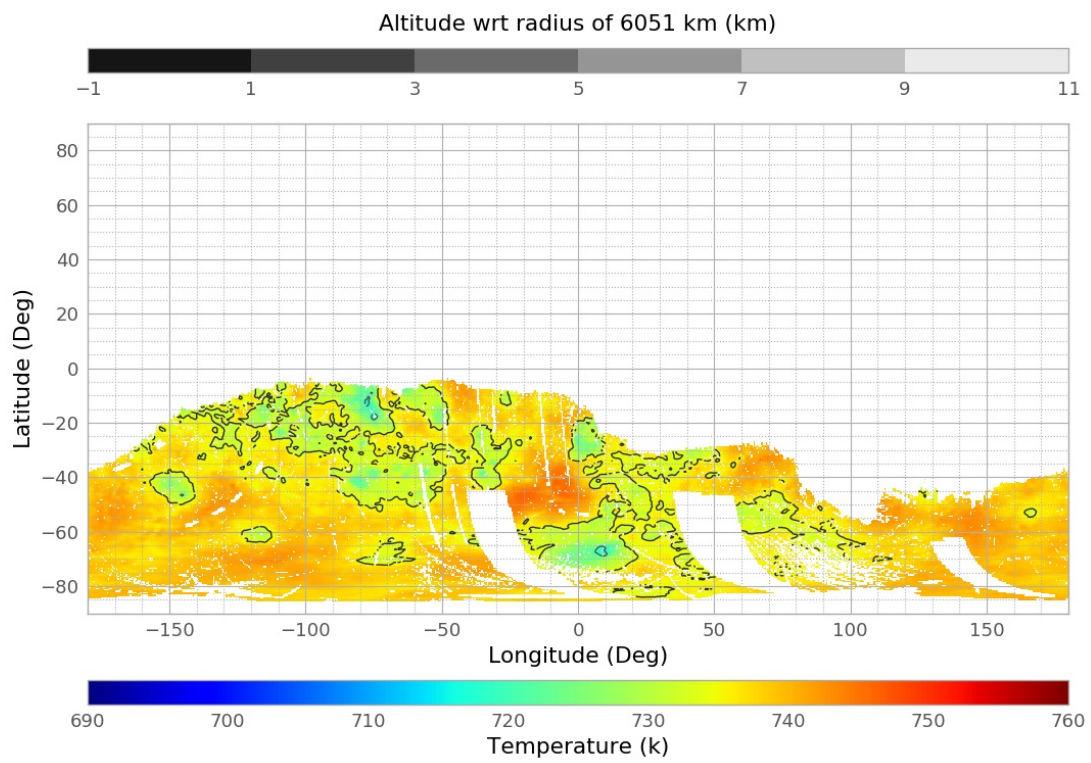 Altitude wrt radius of 6051 km (km)
−1 1 3 5 7 9 11
80
60
40
20
0
−20
−40
−60
−80
Latitude (Deg)
−150 −100 −50 0 50 100 150
Longitude (Deg)
690 700 710 720 730 740 750 760
Temperature (k)